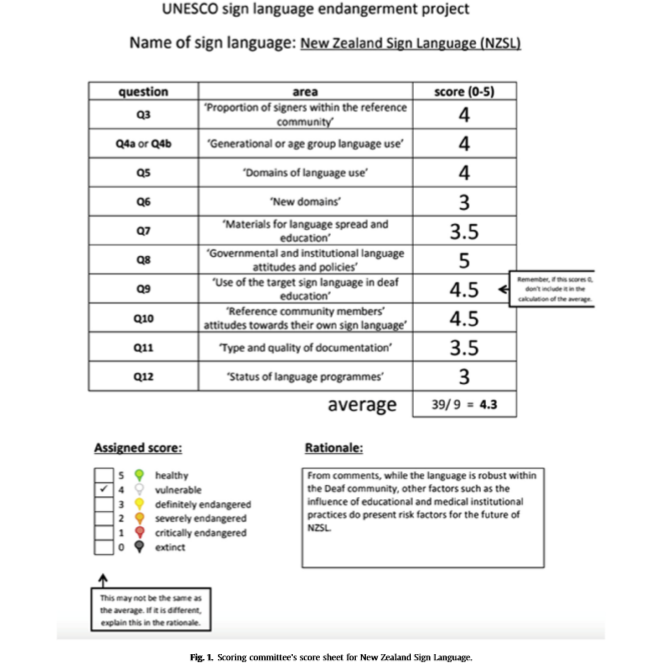 UNESCO sign language endangerment project
Name of sign language: New Zealand Sign Language (NZSL)
question area score (0-5)
Q3 'Proportion of signers within the reference community' 4
Q4a or Q4b 'Generational or age group language use' 4
Q5 'Domains of language use' 4
Q6 'New domains' 3
Q7 'Materials for language spread and education' 3.5
Q8 'Governmental and institutional language attitudes and policies' 5
Q9 'Use of the target sign language in deaf education' 4.5
Remember, if this scores 0,
don't include it in the
calculation of the average.
Q10 'Reference community members' attitudes towards their own sign language' 4.5
Q11 'Type and quality of documentation' 3.5
Q12 'Status of language programmes' 3
average 39/9 = 4.3
Assigned score:
5 healthy
✓ 4 vulnerable
3 definitely endangered
2 severely endangered
1 critically endangered
0 extinct
This may not be the same as
the average. If it is different,
explain this in the rationale.
Rationale:
From comments, while the language is robust within
the Deaf community, other factors such as the
influence of educational and medical institutional
practices do present risk factors for the future of
NZSL.
Fig. 1. Scoring committee's score sheet for New Zealand Sign Language.